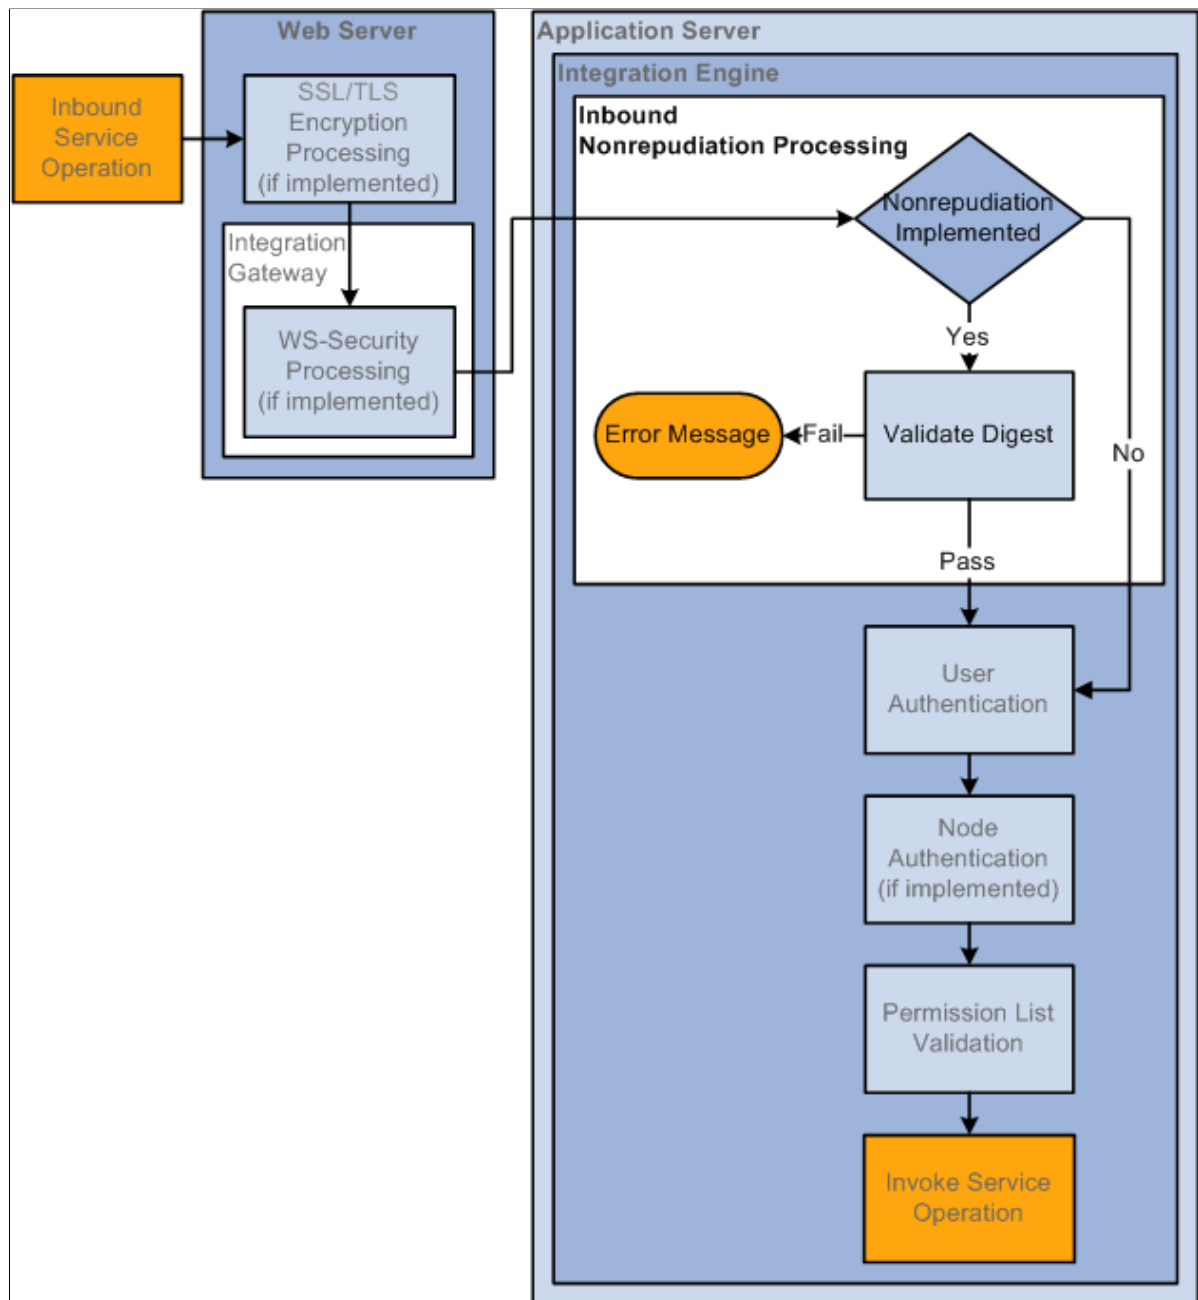 Web Server
Application Server
Integration Engine
Inbound
Service
Operation
SSL/TLS
Encryption
Processing
(if implemented)
Integration
Gateway
WS-Security
Processing
(if implemented)
Inbound
Nonrepudiation Processing
Nonrepudiation
Implemented
Yes
No
Validate Digest
Fail
Error Message
Pass
User
Authentication
Node
Authentication
(if implemented)
Permission List
Validation
Invoke Service
Operation